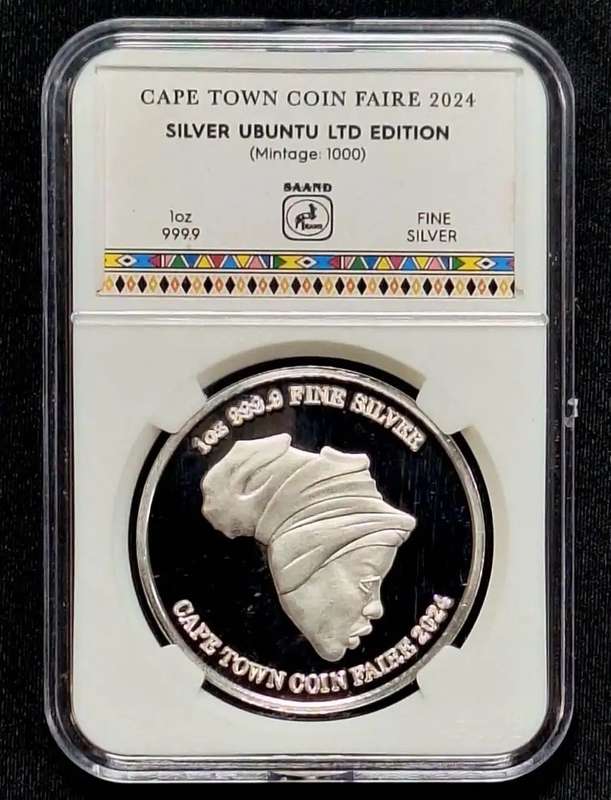 CAPE TOWN COIN FAIRE 2024
SILVER UBUNTU LTD EDITION
(Mintage: 1000)
SAAND
1oz
999.9
FINE
SILVER
1oz 999.9 FINE SILVER
CAPE TOWN COIN FAIRE 2024